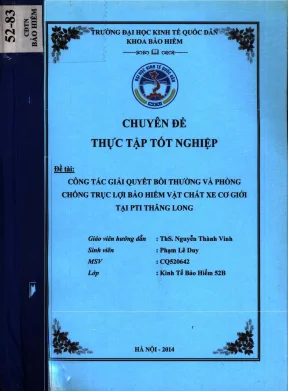 52-83
CHTN
BẢO HIỂM
TRƯỜNG ĐẠI HỌC KINH TẾ QUỐC DÂN
KHOA BẢO HIỂM
CHUYÊN ĐỀ
THỰC TẬP TỐT NGHIỆP
Đề tài:
CÔNG TÁC GIẢI QUYẾT BỒI THƯỜNG VÀ PHÒNG
CHỐNG TRỤC LỢI BẢO HIỂM VẬT CHẤT XE CƠ GIỚI
TẠI PTI THĂNG LONG
Giáo viên hướng dẫn : ThS. Nguyễn Thành Vinh
Sinh viên : Phạm Lê Duy
MSV : CQ520642
Lớp : Kinh Tế Bảo Hiểm 52B
HÀ NỘI - 2014